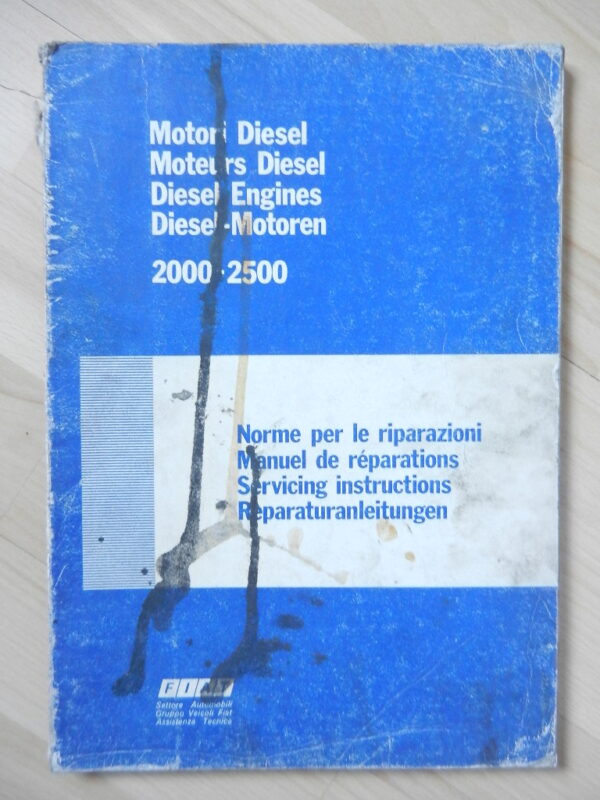 Motori Diesel
Moteurs Diesel
Diesel Engines
Diesel-Motoren
2000-2500
Norme per le riparazioni
Manuel de réparations
Servicing instructions
Reparaturanleitungen
FIAT
Settore Automobili
Gruppo Veicoli Fiat
Assistenza Tecnica